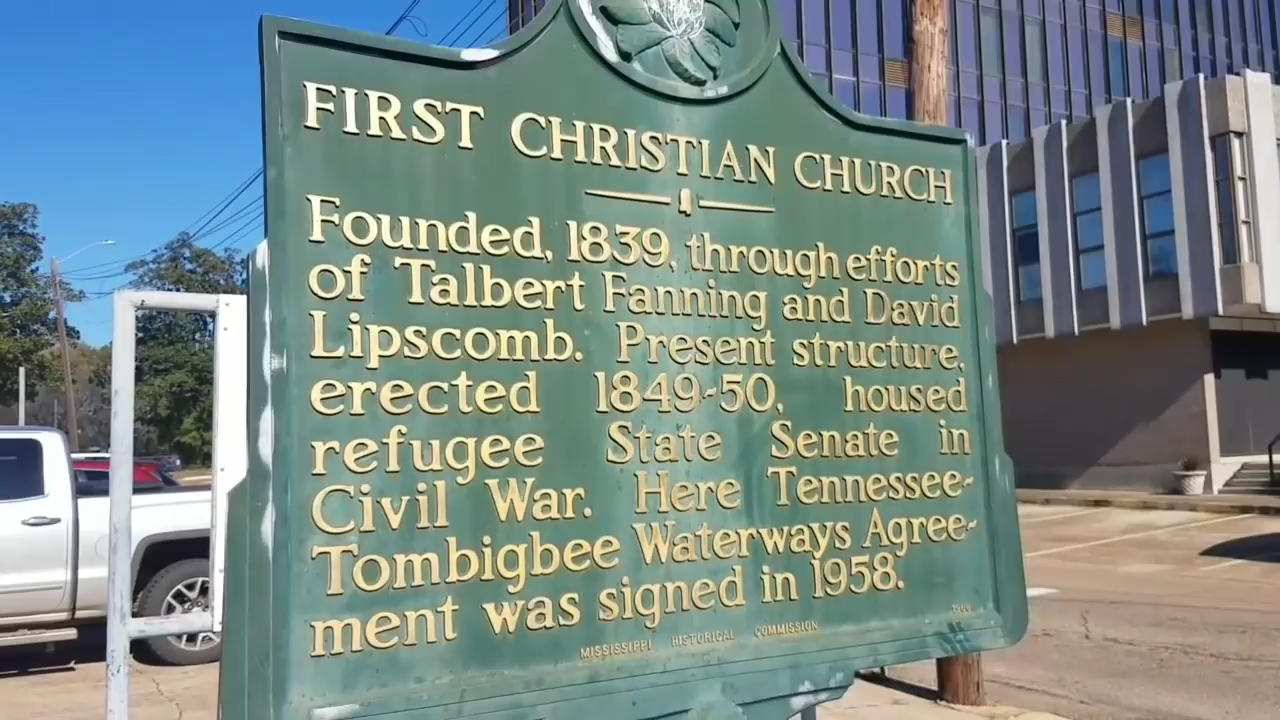 FIRST CHRISTIAN CHURCH
Founded, 1839, through efforts
of Talbert Fanning and David
Lipscomb. Present structure,
erected 1849-50, housed
refugee State Senate in
Civil War. Here Tennessee-
Tombigbee Waterways Agree-
ment was signed in 1958.
MISSISSIPPI HISTORICAL COMMISSION